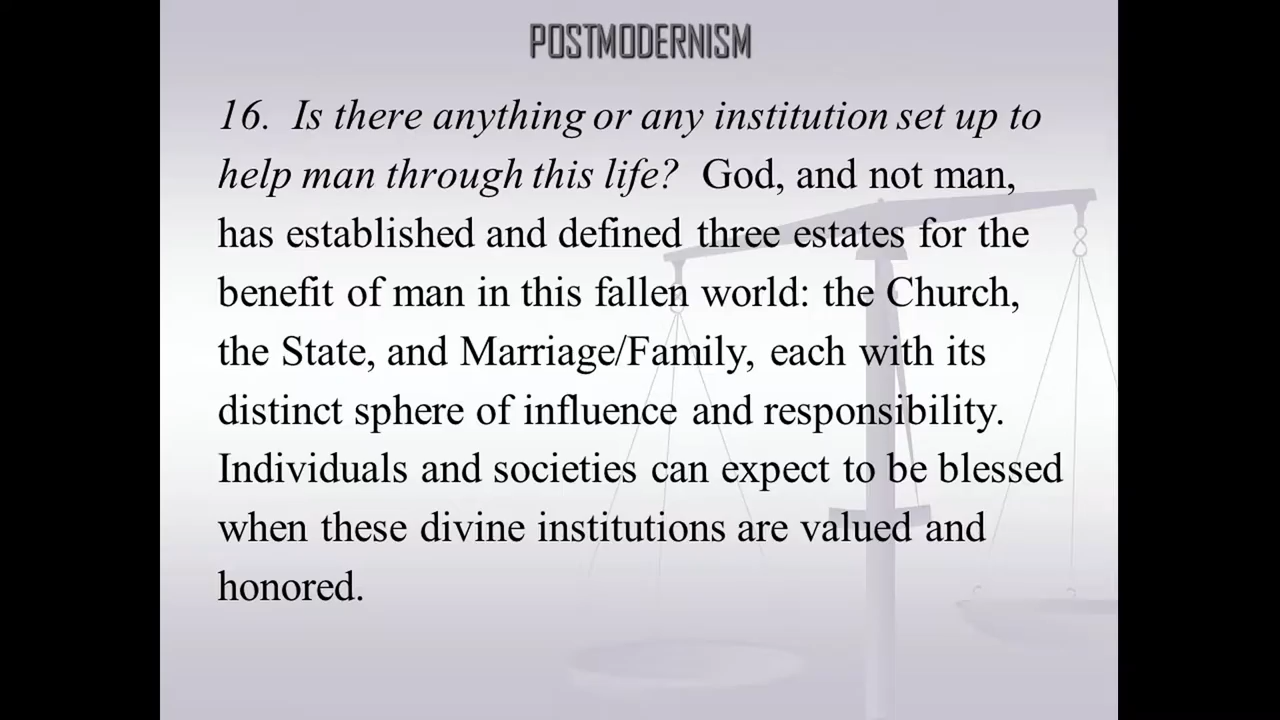 POSTMODERNISM
16. Is there anything or any institution set up to
help man through this life? God, and not man,
has established and defined three estates for the
benefit of man in this fallen world: the Church,
the State, and Marriage/Family, each with its
distinct sphere of influence and responsibility.
Individuals and societies can expect to be blessed
when these divine institutions are valued and
honored.